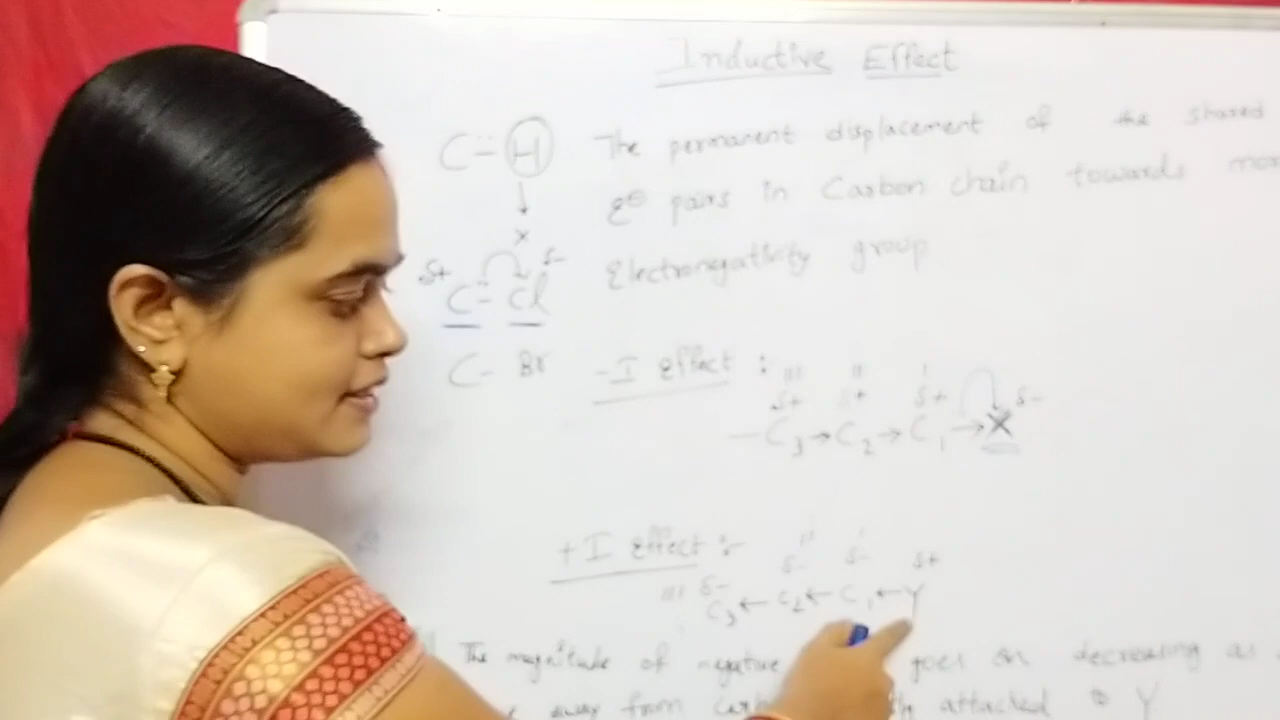 Inductive Effect
C - H
The permanent displacement of the shared
e⊖ pairs in Carbon chain towards
x
δ+ δ-
C - Cl
Electronegativity group
C - Br
-I Effect :
''' '' '
δ+ δ+ δ+ δ-
-C3→C2→C1→X
+I Effect :-
''' δ- '' δ- ' δ- δ+
C3←C2←C1←Y
The magnitude of negative goes on decreasing as
away from attached to Y